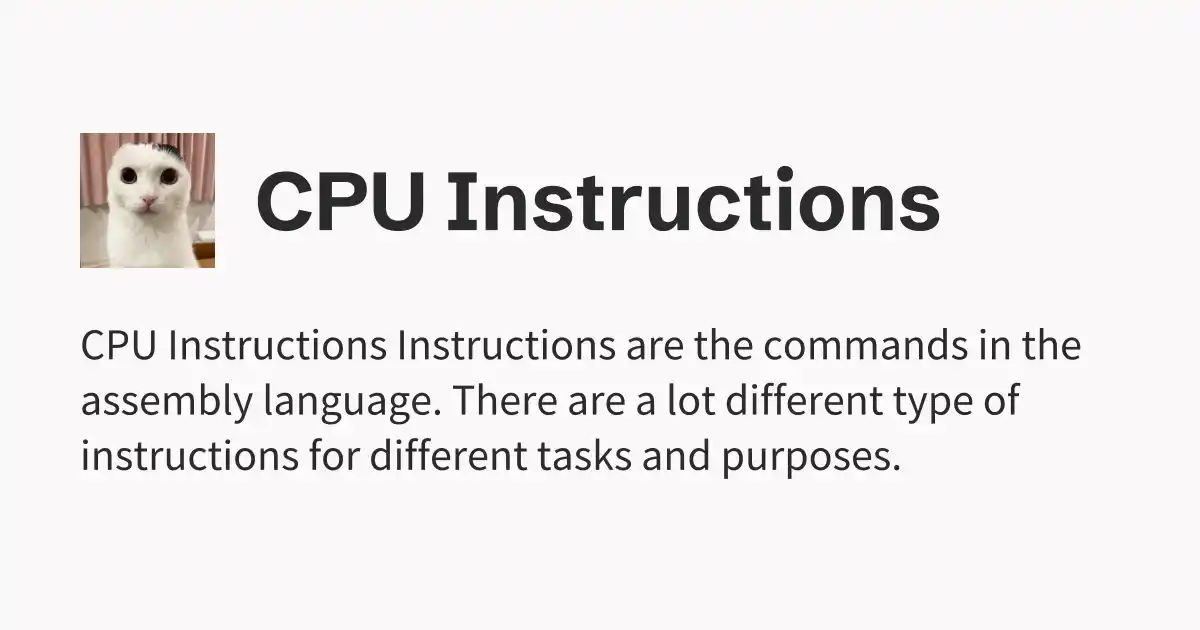 CPU Instructions
CPU Instructions Instructions are the commands in the
assembly language. There are a lot different type of
instructions for different tasks and purposes.